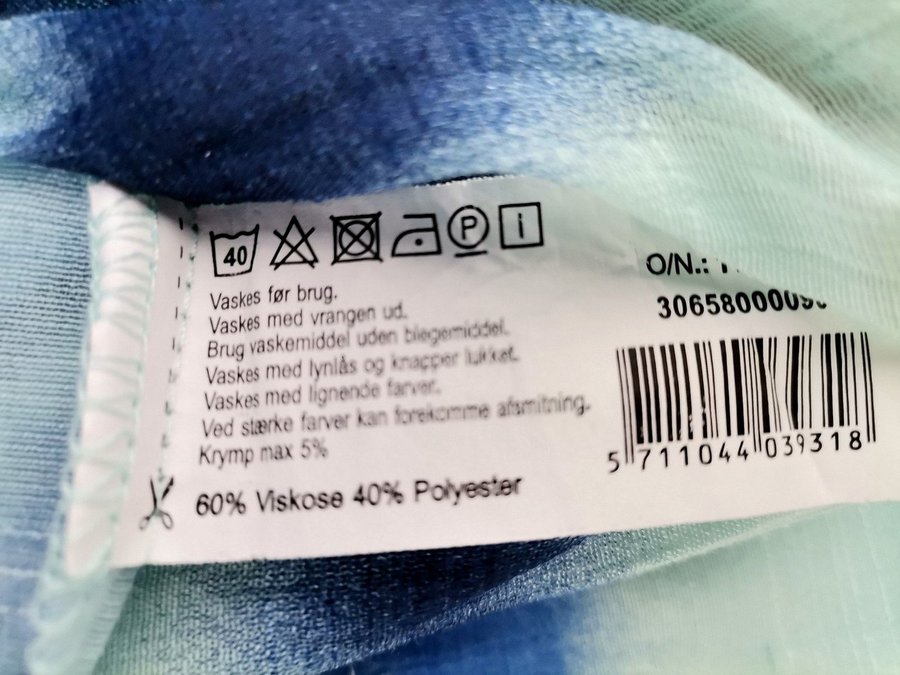 40 P i
Vaskes før brug.
Vaskes med vrangen ud.
Brug vaskemiddel uden blegemiddel.
Vaskes med lynlås og knapper lukket.
Vaskes med lignende farver.
Ved stærke farver kan forekomme afsmitning.
Krymp max 5%
60% Viskose 40% Polyester
O/N.:
5 711044 039318